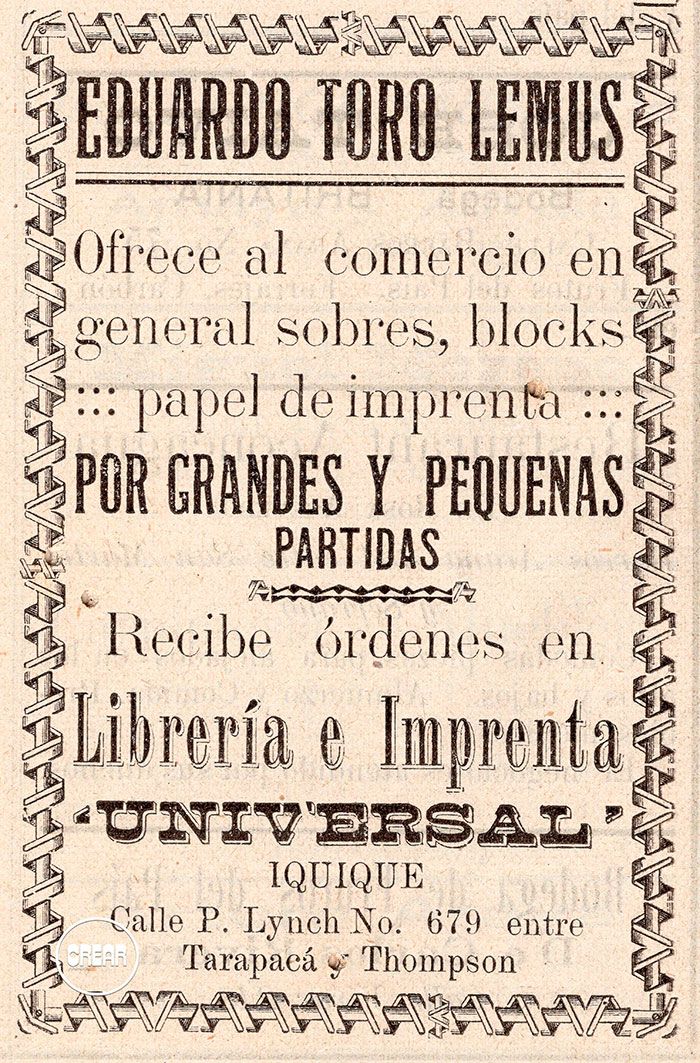 EDUARDO TORO LEMUS
Ofrece al comercio en
general sobres, blocks
::: papel de imprenta :::
POR GRANDES Y PEQUENAS
PARTIDAS
Recibe órdenes en
Librería e Imprenta
"UNIVERSAL"
IQUIQUE
Calle P. Lynch No. 679 entre
Tarapacá y Thompson
CREAR